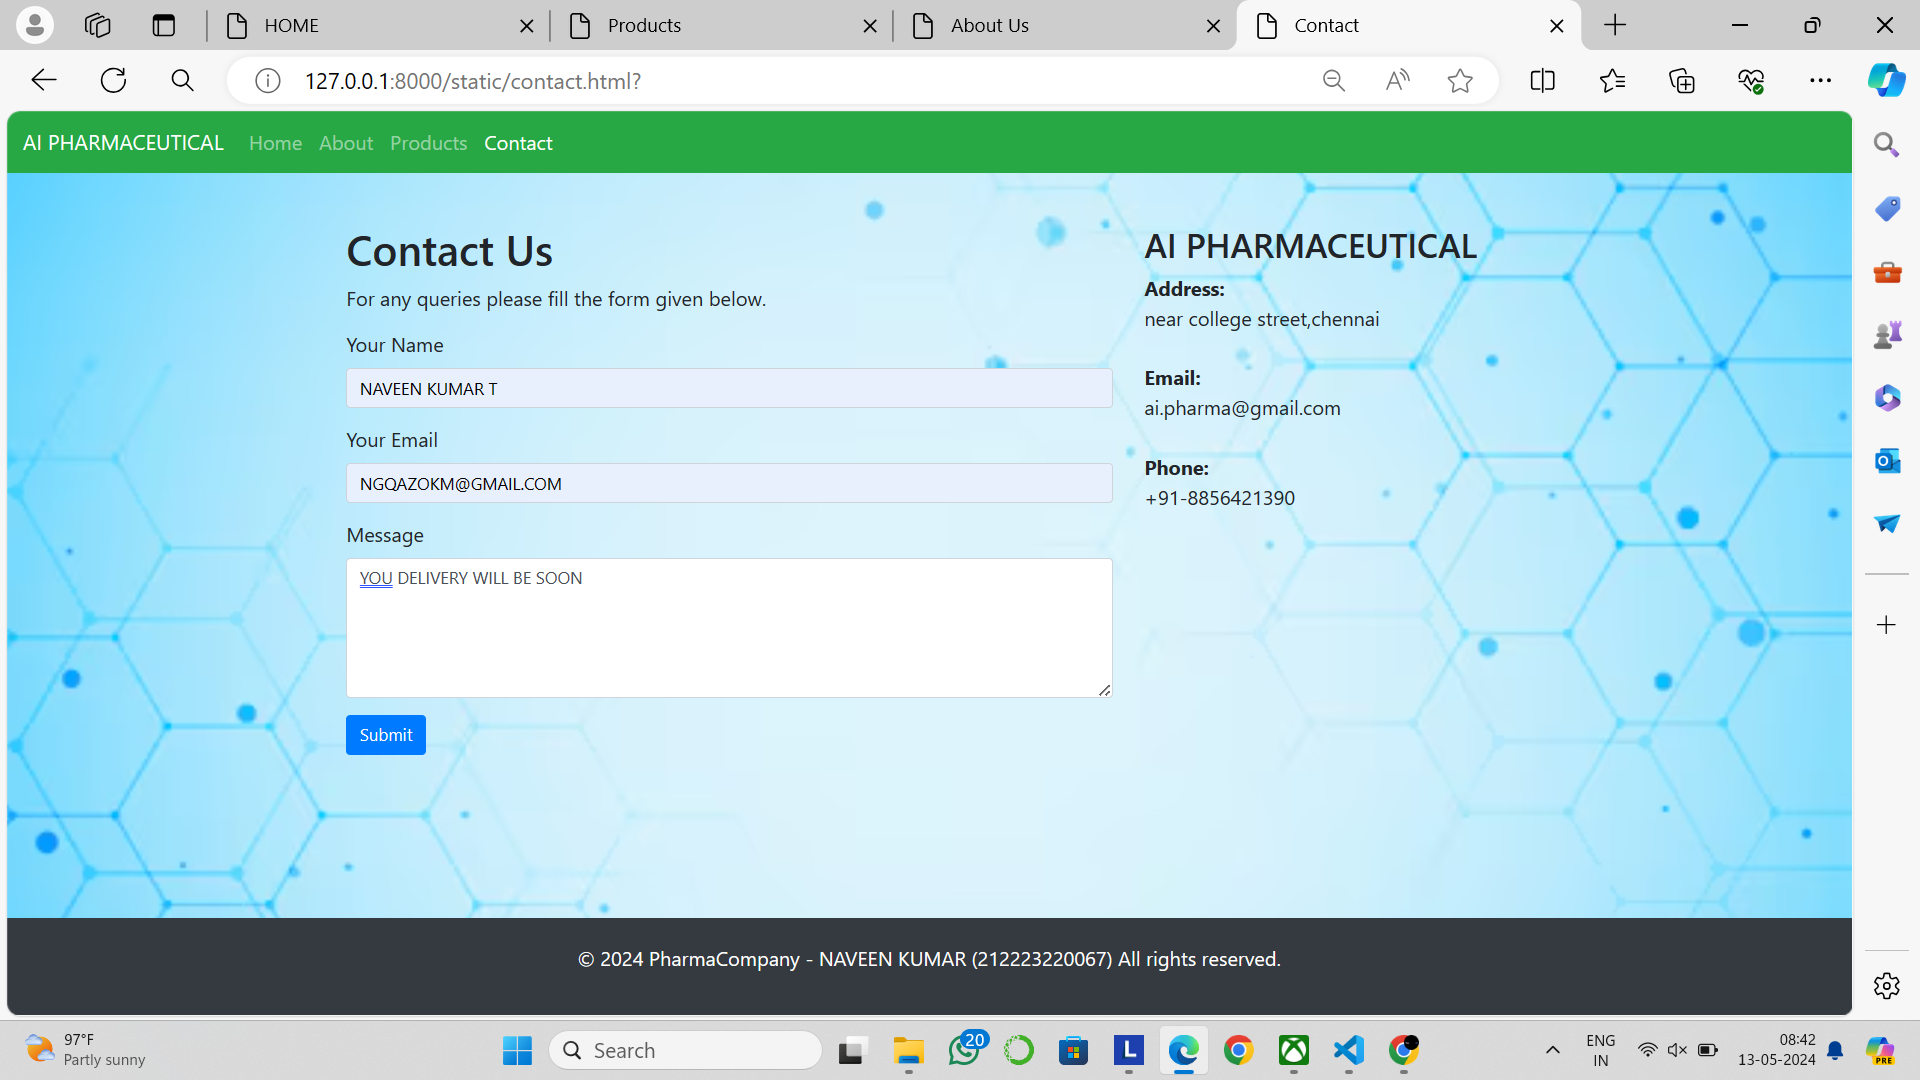 HOME
Products
About Us
Contact
127.0.0.1:8000/static/contact.html?
AI PHARMACEUTICAL Home About Products Contact
Contact Us
For any queries please fill the form given below.
Your Name
NAVEEN KUMAR T
Your Email
NGQAZOKM@GMAIL.COM
Message
YOU DELIVERY WILL BE SOON
Submit
AI PHARMACEUTICAL
Address:
near college street,chennai
Email:
ai.pharma@gmail.com
Phone:
+91-8856421390
© 2024 PharmaCompany - NAVEEN KUMAR (212223220067) All rights reserved.
97°F
Partly sunny
Search
20
L
ENG
IN
08:42
13-05-2024
PRE